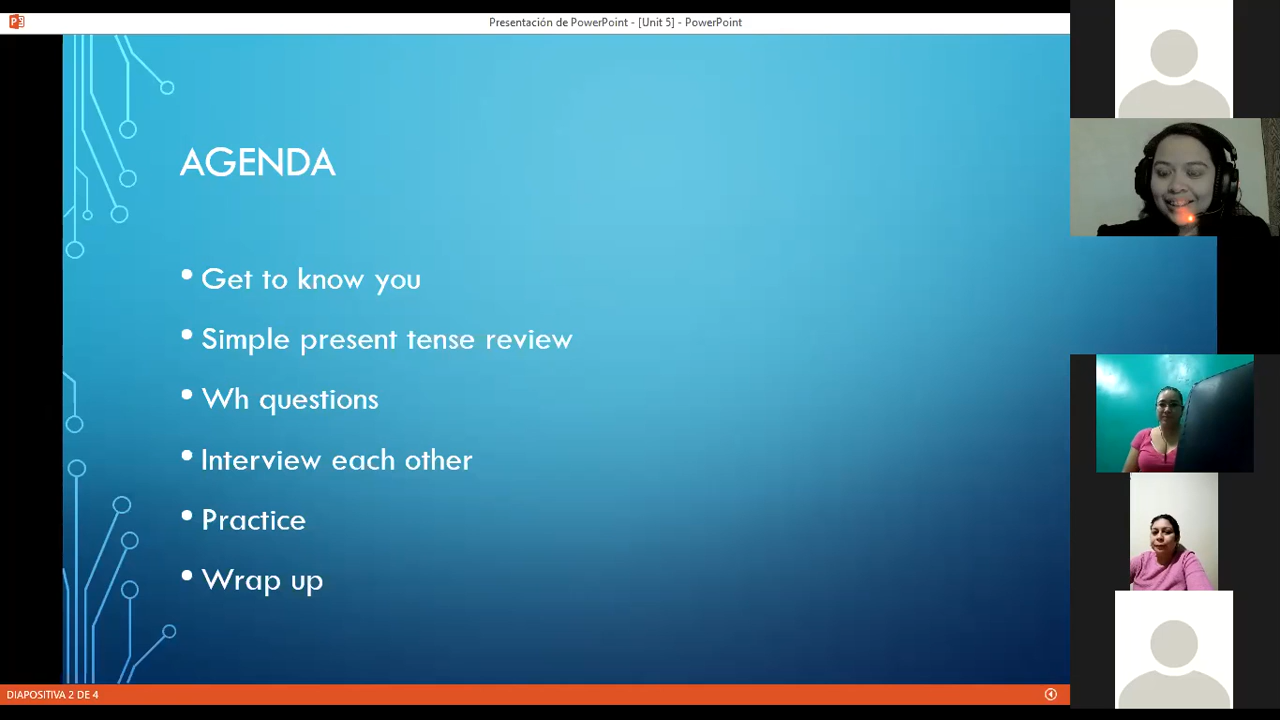 Presentación de PowerPoint - [Unit 5] - PowerPoint
AGENDA
• Get to know you
• Simple present tense review
• Wh questions
• Interview each other
• Practice
• Wrap up
DIAPOSITIVA 2 DE 4